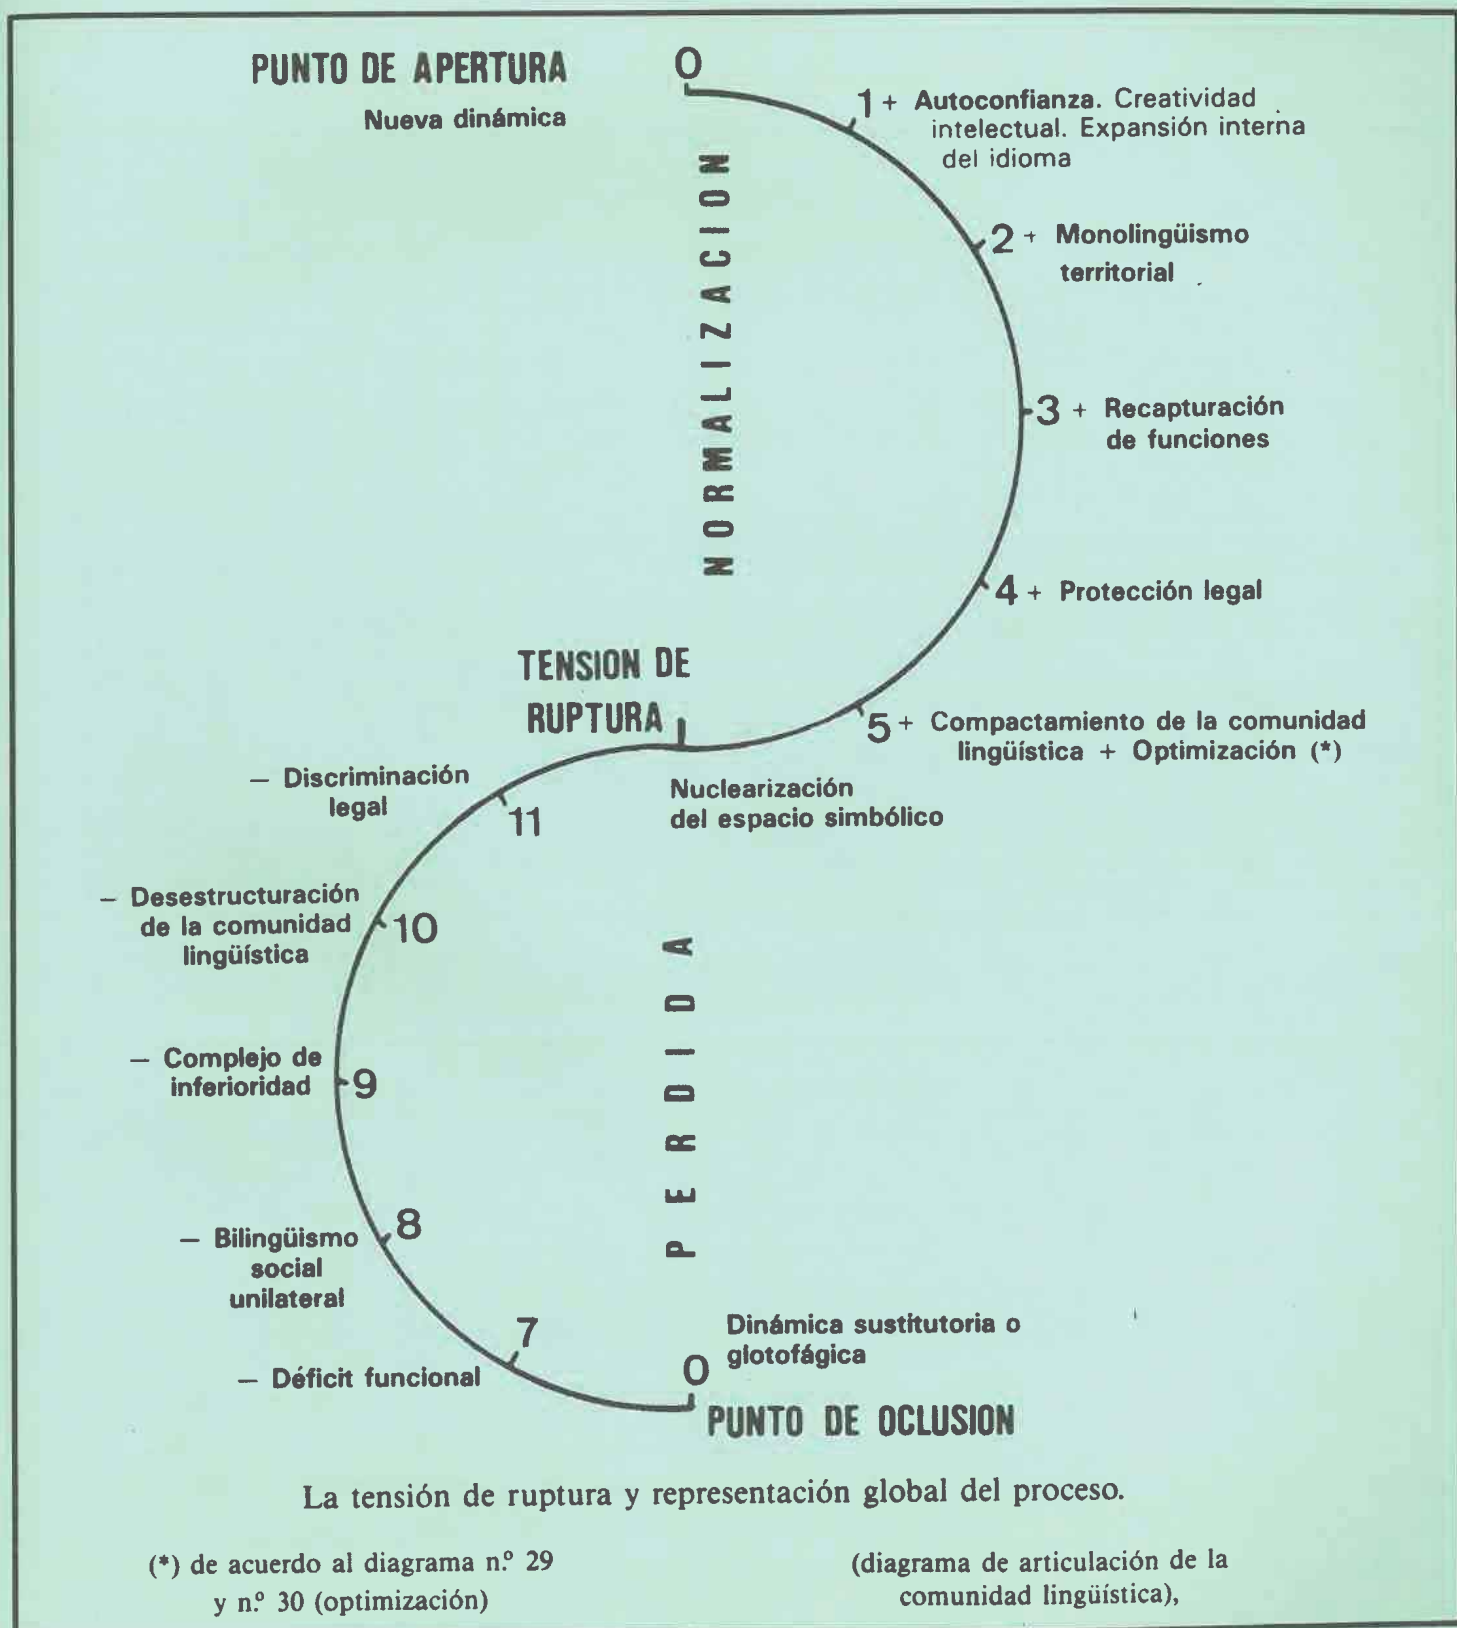 PUNTO DE APERTURA
Nueva dinámica
0
1 + Autoconfianza. Creatividad
intelectual. Expansión interna
del idioma
2 + Monolingüismo
territorial
3 + Recapturación
de funciones
4 + Protección legal
5 + Compactamiento de la comunidad
lingüística + Optimización (*)
NORMALIZACION
TENSION DE
RUPTURA
Nuclearización
del espacio simbólico
— Discriminación
legal
11
— Desestructuración
de la comunidad
lingüística
10
— Complejo de
inferioridad
9
— Bilingüismo
social
unilateral
8
— Déficit funcional
7
PERDIDA
Dinámica sustitutoria o
glotofágica
0
PUNTO DE OCLUSION
La tensión de ruptura y representación global del proceso.
(*) de acuerdo al diagrama n.º 29
y n.º 30 (optimización)
(diagrama de articulación de la
comunidad lingüística),